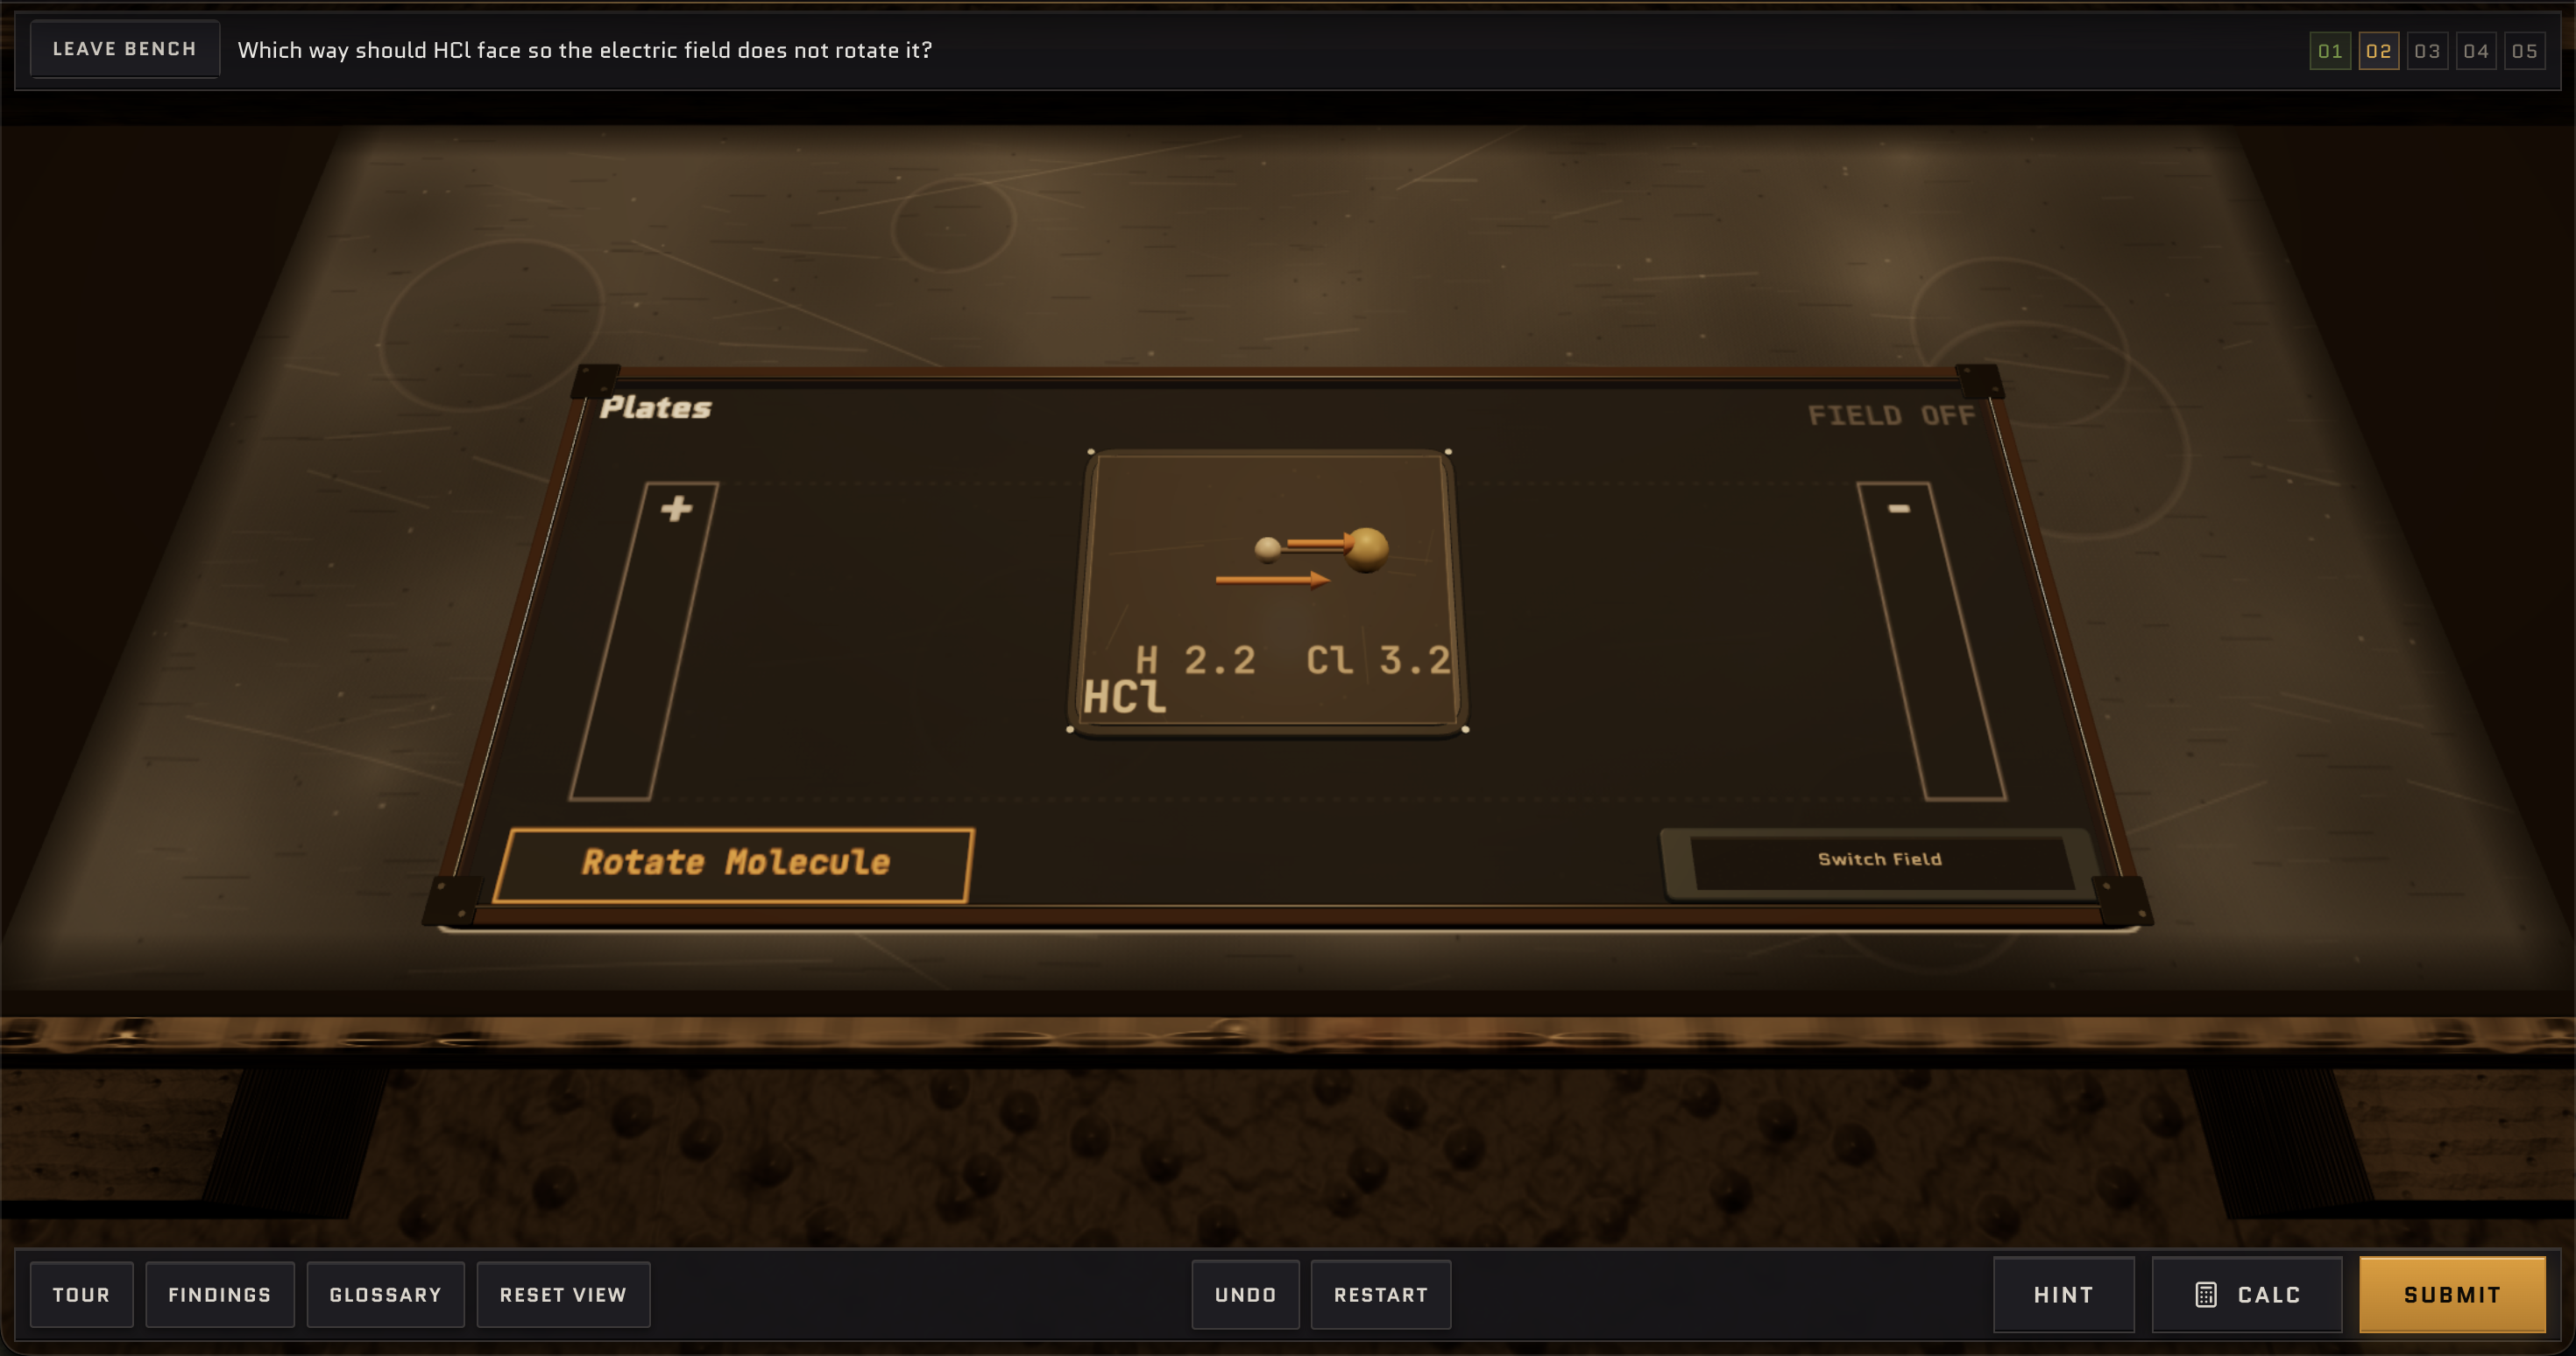 LEAVE BENCH
Which way should HCl face so the electric field does not rotate it?
01 02 03 04 05
Plates
FIELD OFF
+
-
H 2.2 Cl 3.2
HCl
Rotate Molecule
Switch Field
TOUR
FINDINGS
GLOSSARY
RESET VIEW
UNDO
RESTART
HINT
CALC
SUBMIT